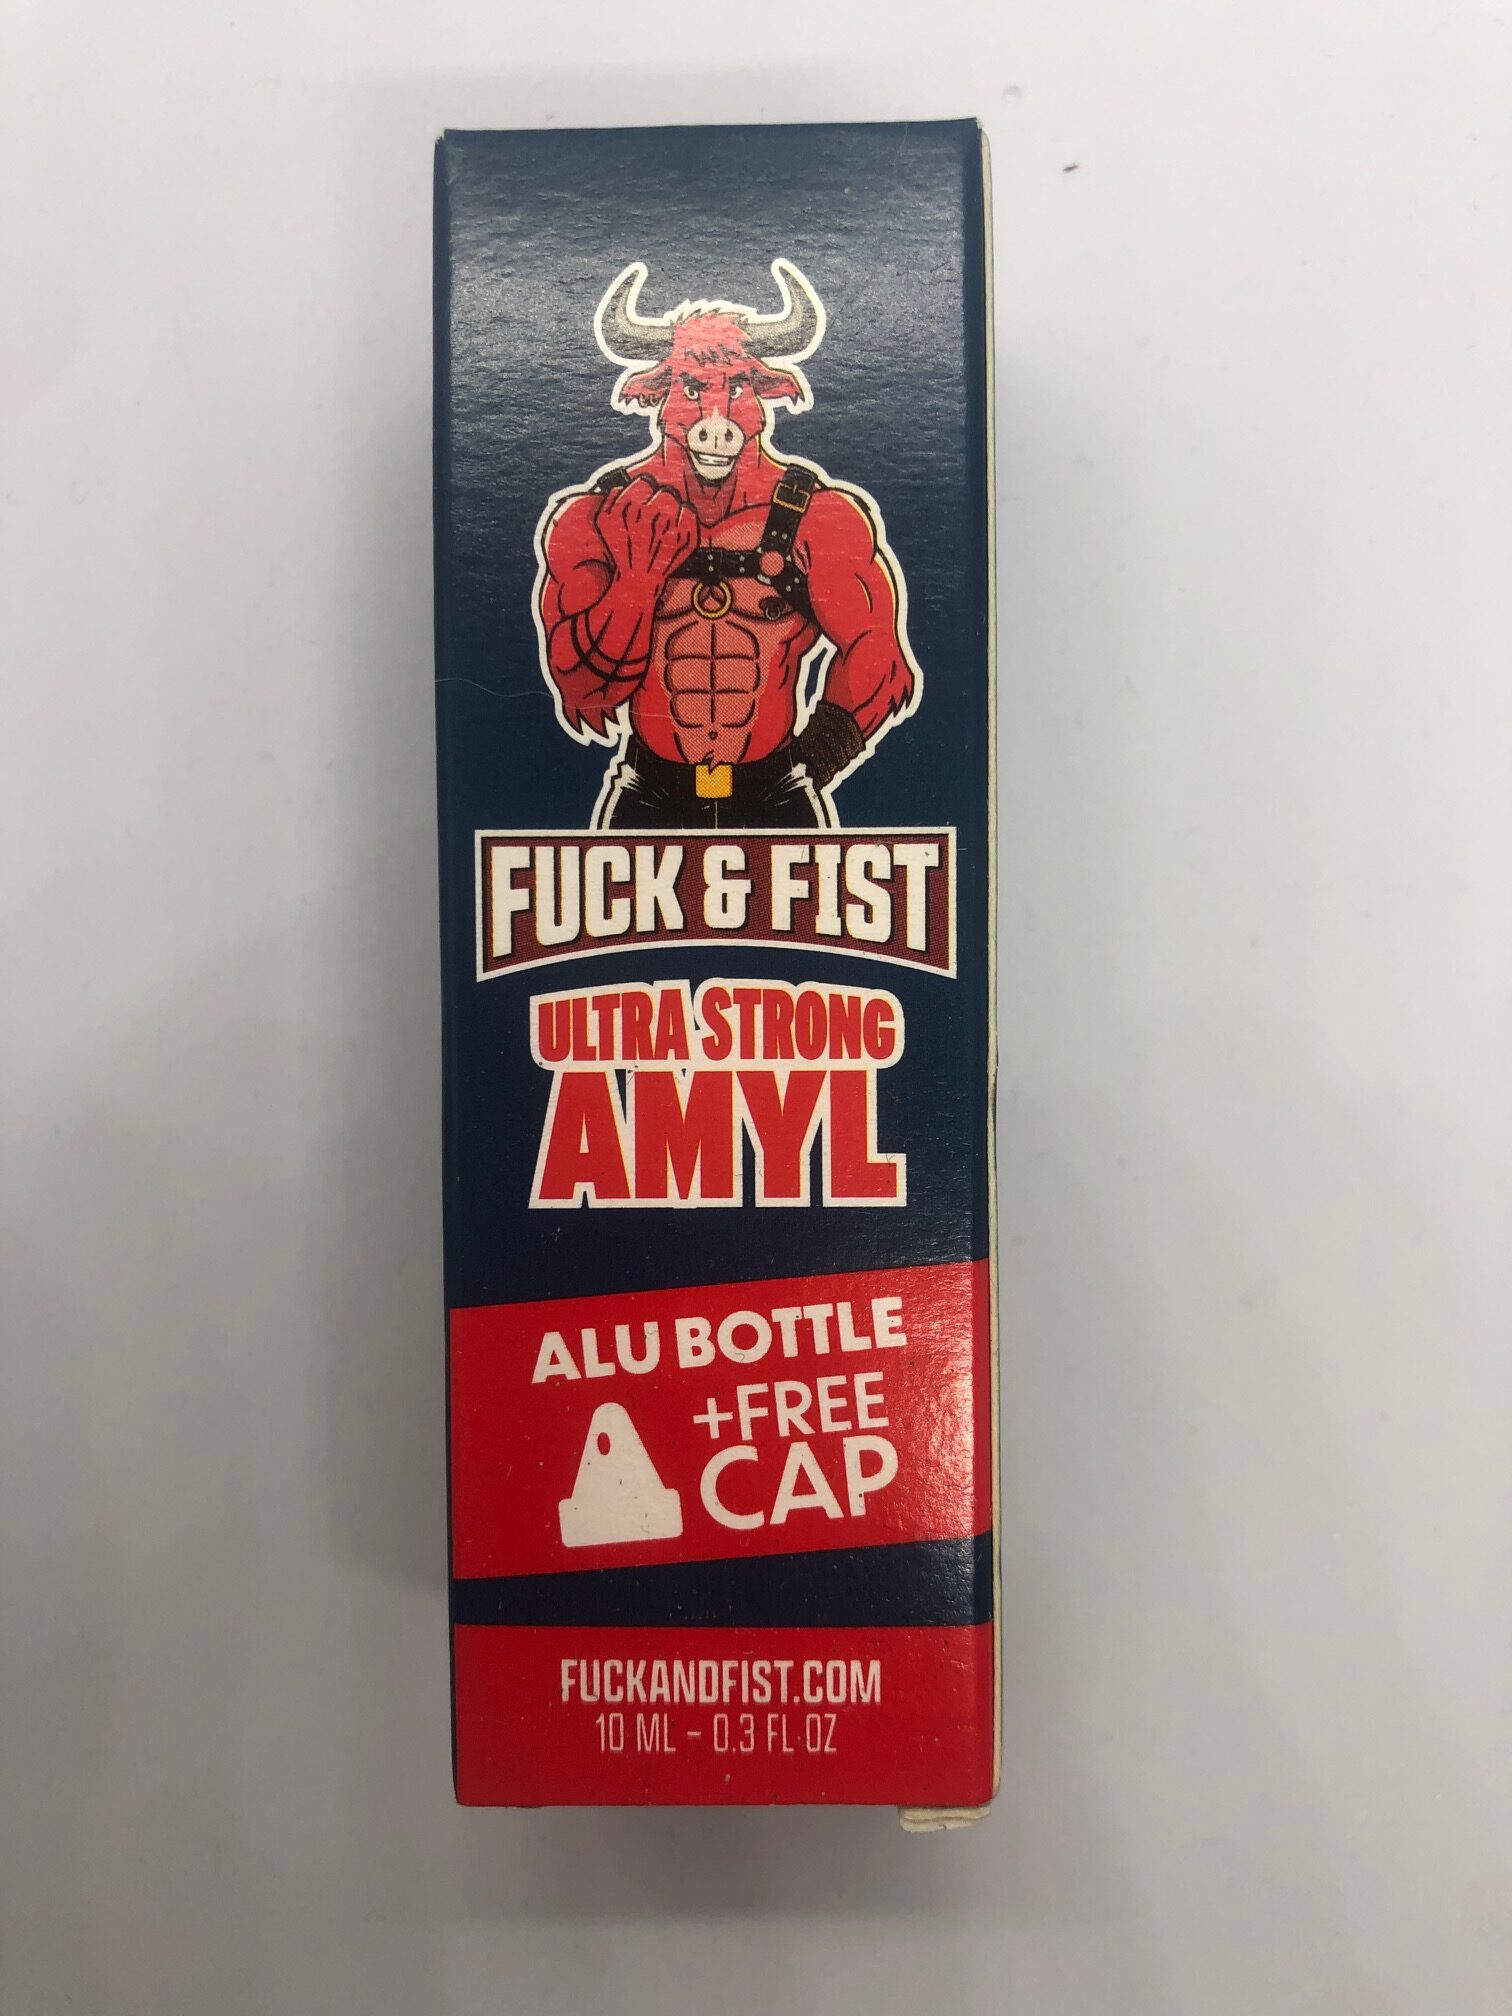 FUCK & FIST
ULTRA STRONG
AMYL
ALU BOTTLE
+FREE
CAP
FUCKANDFIST.COM
10 ML - 0.3 FL OZ